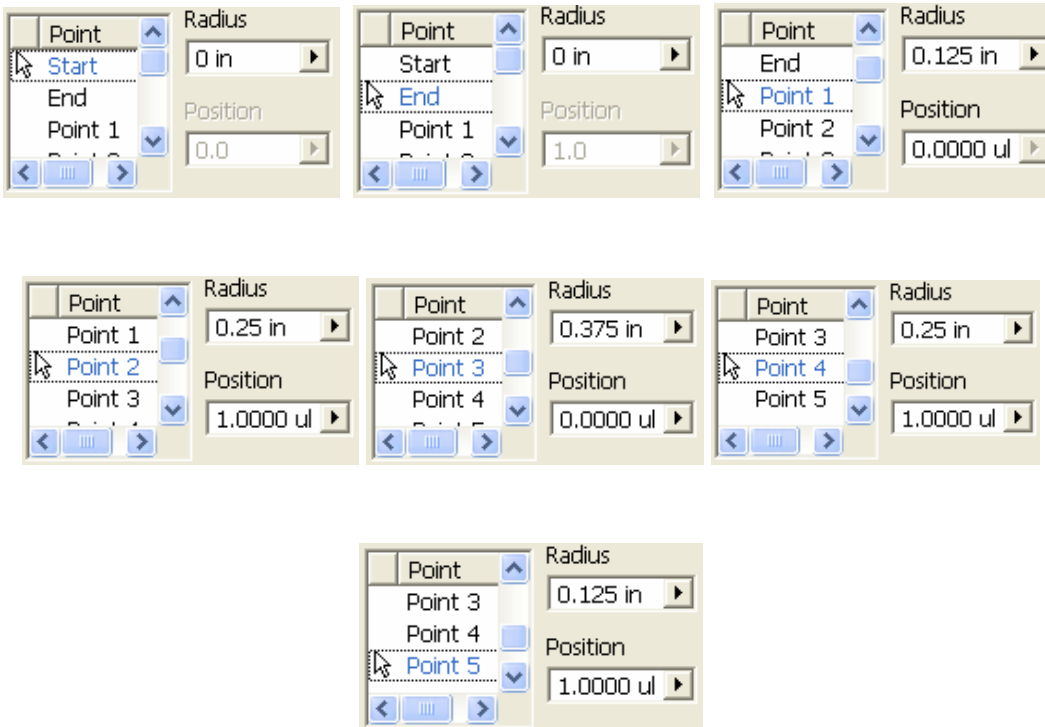 Point
Start
End
Point 1
Radius
0 in
Position
0.0
Point
Start
End
Point 1
Radius
0 in
Position
1.0
Point
End
Point 1
Point 2
Radius
0.125 in
Position
0.0000 ul
Point
Point 1
Point 2
Point 3
Radius
0.25 in
Position
1.0000 ul
Point
Point 2
Point 3
Point 4
Radius
0.375 in
Position
0.0000 ul
Point
Point 3
Point 4
Point 5
Radius
0.25 in
Position
1.0000 ul
Point
Point 3
Point 4
Point 5
Radius
0.125 in
Position
1.0000 ul